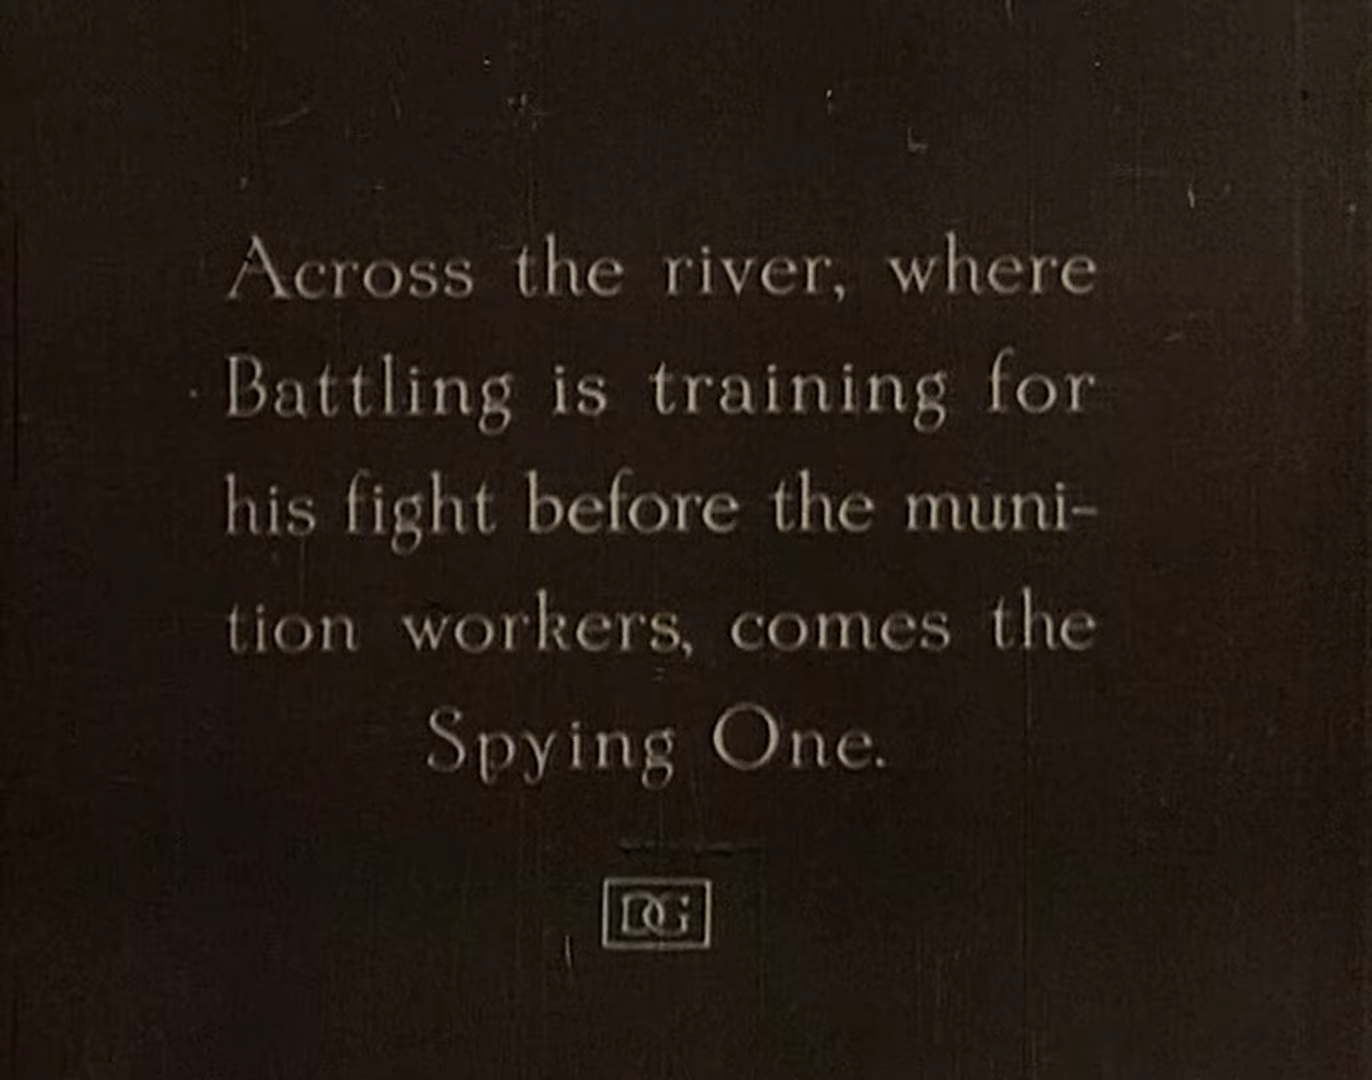 Across the river, where
Battling is training for
his fight before the muni-
tion workers, comes the
Spying One.
DG